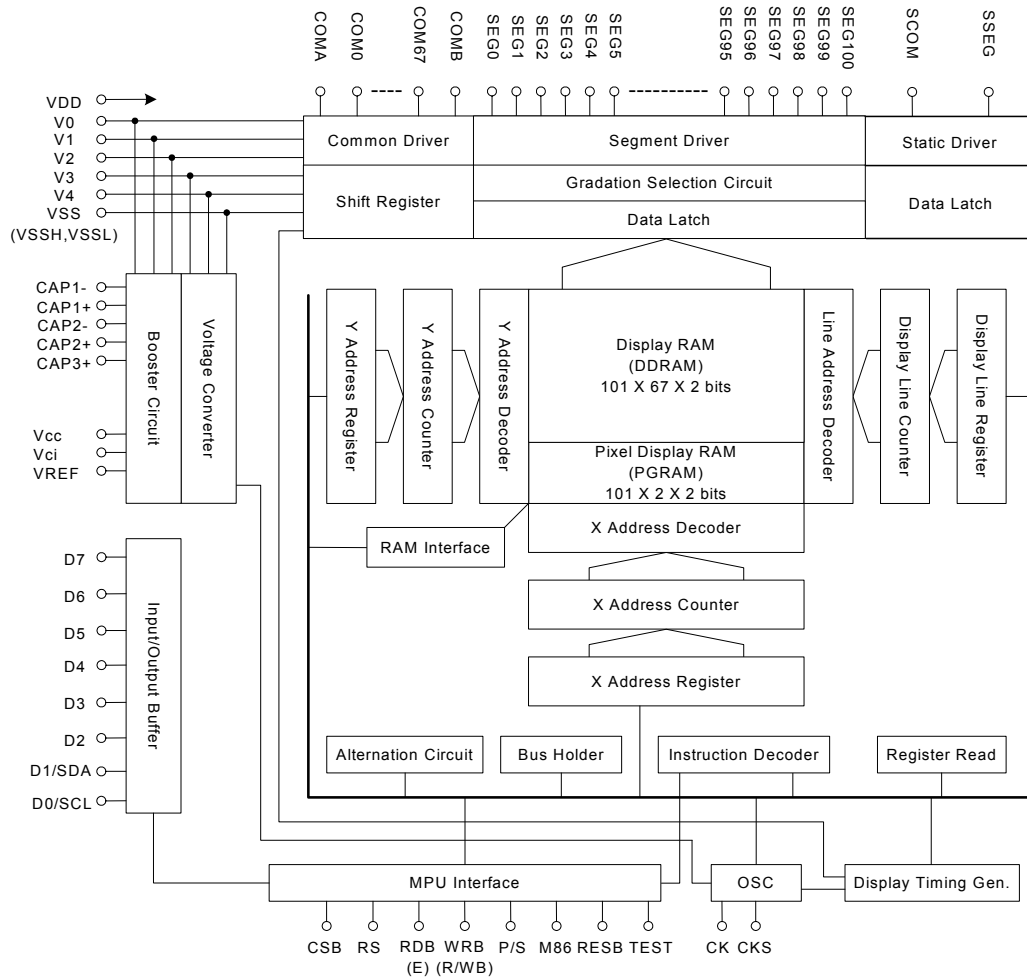 COMA
COM0
COM67
COMB
SEG0
SEG1
SEG2
SEG3
SEG4
SEG5
SEG95
SEG96
SEG97
SEG98
SEG99
SEG100
SCOM
SSEG
VDD
V0
V1
V2
V3
V4
VSS
(VSSH,VSSL)
Common Driver
Segment Driver
Static Driver
Shift Register
Gradation Selection Circuit
Data Latch
Data Latch
CAP1-
CAP1+
CAP2-
CAP2+
CAP3+
Vcc
Vci
VREF
Booster Circuit
Voltage Converter
Y Address Register
Y Address Counter
Y Address Decoder
Display RAM
(DDRAM)
101 X 67 X 2 bits
Pixel Display RAM
(PGRAM)
101 X 2 X 2 bits
Line Address Decoder
Display Line Counter
Display Line Register
RAM Interface
X Address Decoder
X Address Counter
X Address Register
D7
D6
D5
D4
D3
D2
D1/SDA
D0/SCL
Input/Output Buffer
Alternation Circuit
Bus Holder
Instruction Decoder
Register Read
MPU Interface
OSC
Display Timing Gen.
CSB
RS
RDB
(E)
WRB
(R/WB)
P/S
M86
RESB
TEST
CK
CKS